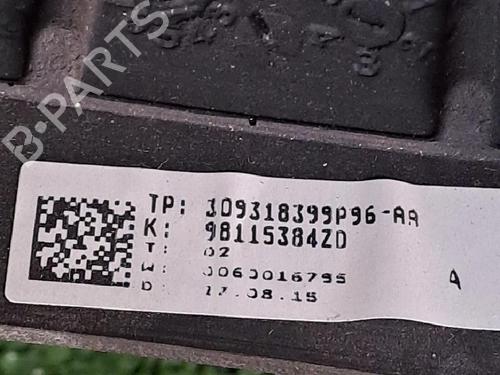 B-PARTS
TP: 309318399P96-AA
K: 98115384ZD
T: 02
W: 0060016795
D: 17.08.15
A